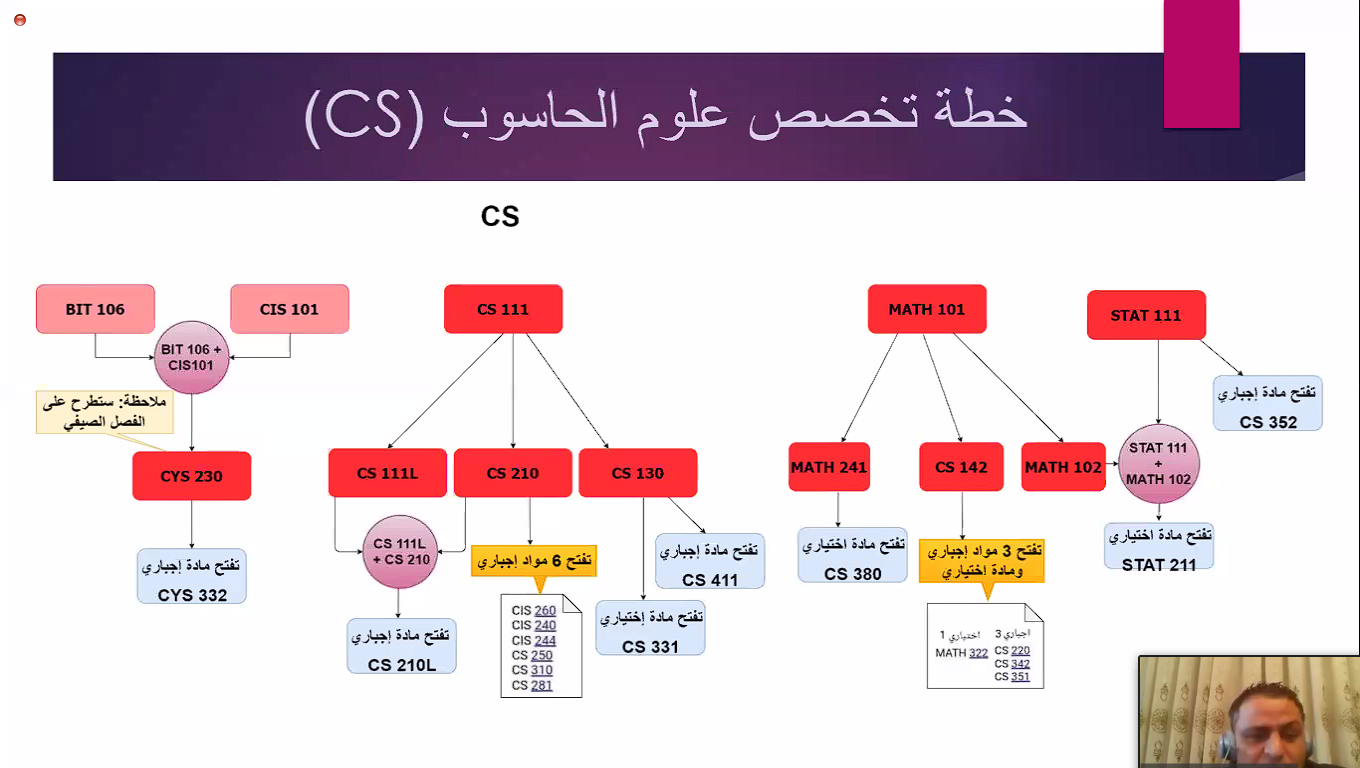 خطة تخصص علوم الحاسوب (CS)
CS
BIT 106
CIS 101
BIT 106 +
CIS101
ملاحظة: ستطرح على
الفصل الصيفي
CYS 230
تفتح مادة إجباري
CYS 332
CS 111
CS 111L
CS 210
CS 130
CS 111L
+ CS 210
تفتح مادة إجباري
CS 210L
تفتح 6 مواد إجباري
CIS 260
CIS 240
CIS 244
CS 250
CS 310
CS 281
تفتح مادة إختياري
CS 331
تفتح مادة إجباري
CS 411
MATH 101
MATH 241
CS 142
MATH 102
تفتح مادة اختياري
CS 380
تفتح 3 مواد إجباري
ومادة إختياري
اجباري 3
CS 220
CS 342
CS 351
اختياري 1
MATH 322
STAT 111
تفتح مادة إجباري
CS 352
STAT 111
+
MATH 102
تفتح مادة اختياري
STAT 211